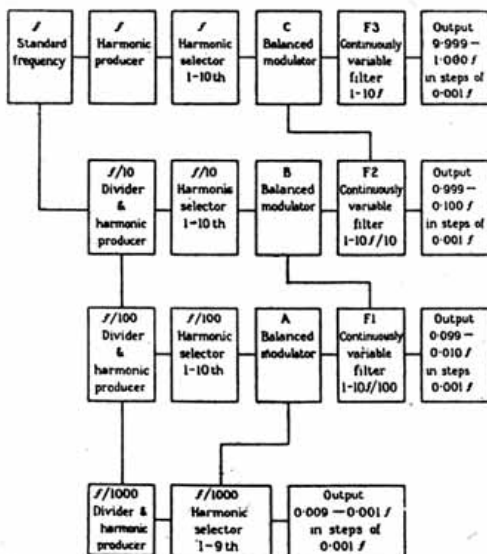 f
Standard
frequency
f
Harmonic
producer
f
Harmonic
selector
1-10th
C
Balanced
modulator
F3
Continuously
variable
filter
1-10f
Output
9·999 —
1·000 f
in steps of
0·001 f
f/10
Divider
&
harmonic
producer
f/10
Harmonic
selector
1-10th
B
Balanced
modulator
F2
Continuously
variable
filter
1-10f/10
Output
0·999 —
0·100 f
in steps of
0·001 f
f/100
Divider
&
harmonic
producer
f/100
Harmonic
selector
1-10th
A
Balanced
modulator
F1
Continuously
variable
filter
1-10f/100
Output
0·099 —
0·010 f
in steps
0·001 f
f/1000
Divider &
harmonic
producer
f/1000
Harmonic
selector
1-9th
Output
0·009 — 0·001 f
in steps of
0·001 f